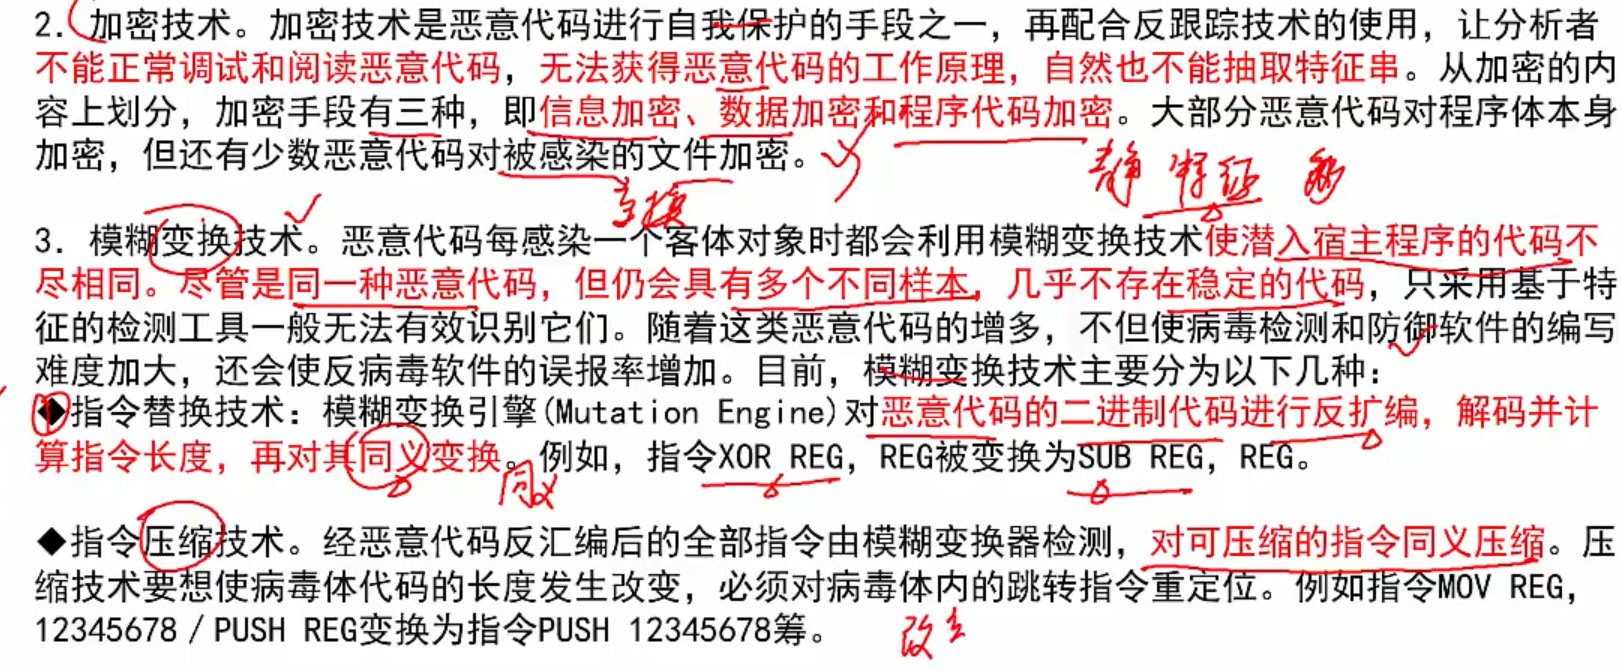 2. 加密技术。加密技术是恶意代码进行自我保护的手段之一，再配合反跟踪技术的使用，让分析者
不能正常调试和阅读恶意代码，无法获得恶意代码的工作原理，自然也不能抽取特征串。从加密的内
容上划分，加密手段有三种，即信息加密、数据加密和程序代码加密。大部分恶意代码对程序体本身
加密，但还有少数恶意代码对被感染的文件加密。
静 特征 码
3. 模糊变换技术。恶意代码每感染一个客体对象时都会利用模糊变换技术使潜入宿主程序的代码不
尽相同。尽管是同一种恶意代码，但仍会具有多个不同样本，几乎不存在稳定的代码，只采用基于特
征的检测工具一般无法有效识别它们。随着这类恶意代码的增多，不但使病毒检测和防御软件的编写
难度加大，还会使反病毒软件的误报率增加。目前，模糊变换技术主要分为以下几种：
◆指令替换技术：模糊变换引擎(Mutation Engine)对恶意代码的二进制代码进行反扩编，解码并计
算指令长度，再对其同义变换。例如，指令XOR REG，REG被变换为SUB REG，REG。
同义
◆指令压缩技术。经恶意代码反汇编后的全部指令由模糊变换器检测，对可压缩的指令同义压缩。压
缩技术要想使病毒体代码的长度发生改变，必须对病毒体内的跳转指令重定位。例如指令MOV REG，
12345678／PUSH REG变换为指令PUSH 12345678筹。